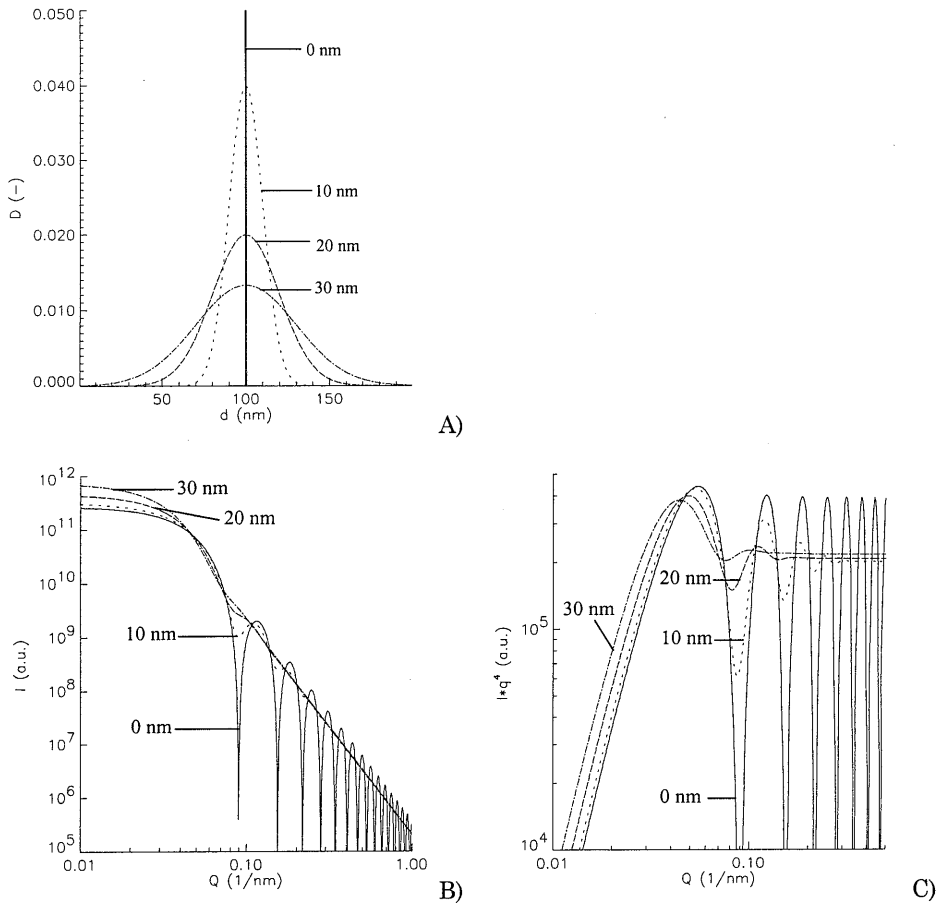 0.050
0.040
0.030
0.020
0.010
0.000
D (–)
0 nm
10 nm
20 nm
30 nm
50
100
150
d (nm)
A)
10^12
10^11
10^10
10^9
10^8
10^7
10^6
10^5
I (a.u.)
30 nm
20 nm
10 nm
0 nm
0.01
0.10
1.00
Q (1/nm)
B)
10^5
10^4
I*q^4 (a.u.)
30 nm
20 nm
10 nm
0 nm
0.01
0.10
Q (1/nm)
C)